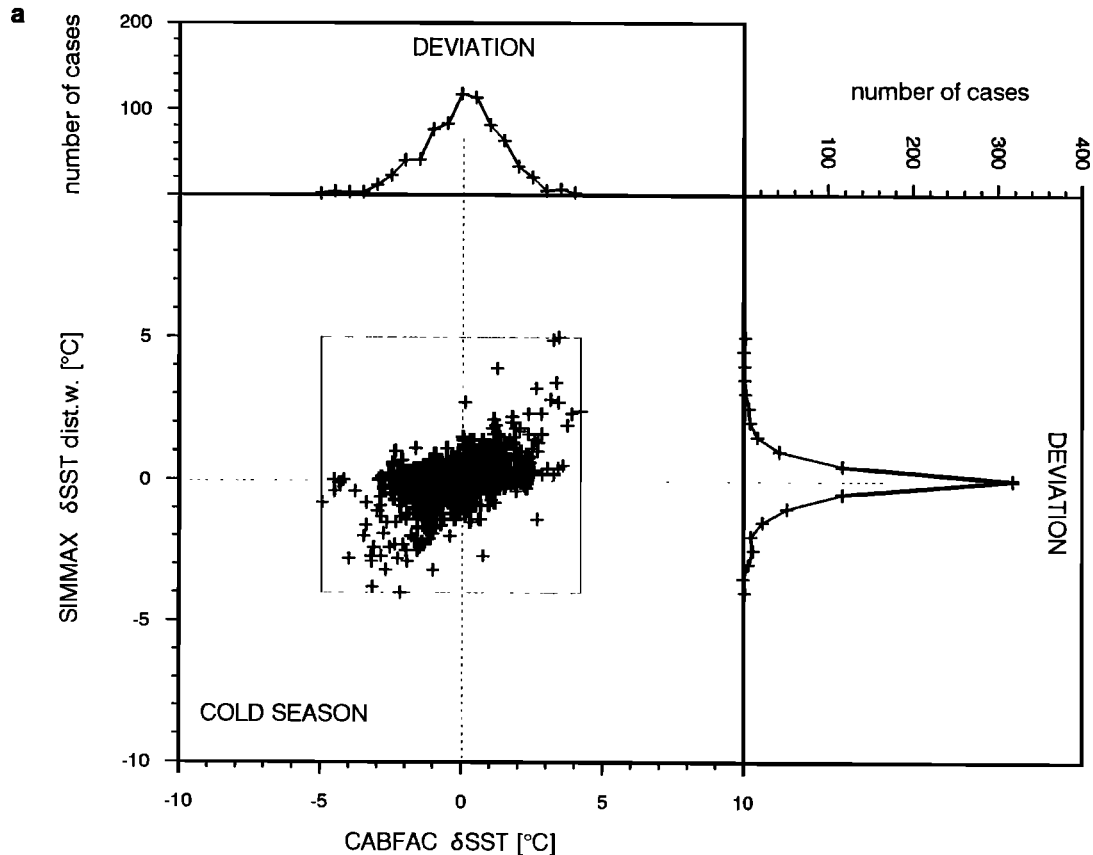 a
number of cases
200
100
DEVIATION
number of cases
100
200
300
400
SIMMAX δSST dist.w. [°C]
5
0
-5
-10
DEVIATION
COLD SEASON
-10
-5
0
5
10
CABFAC δSST [°C]